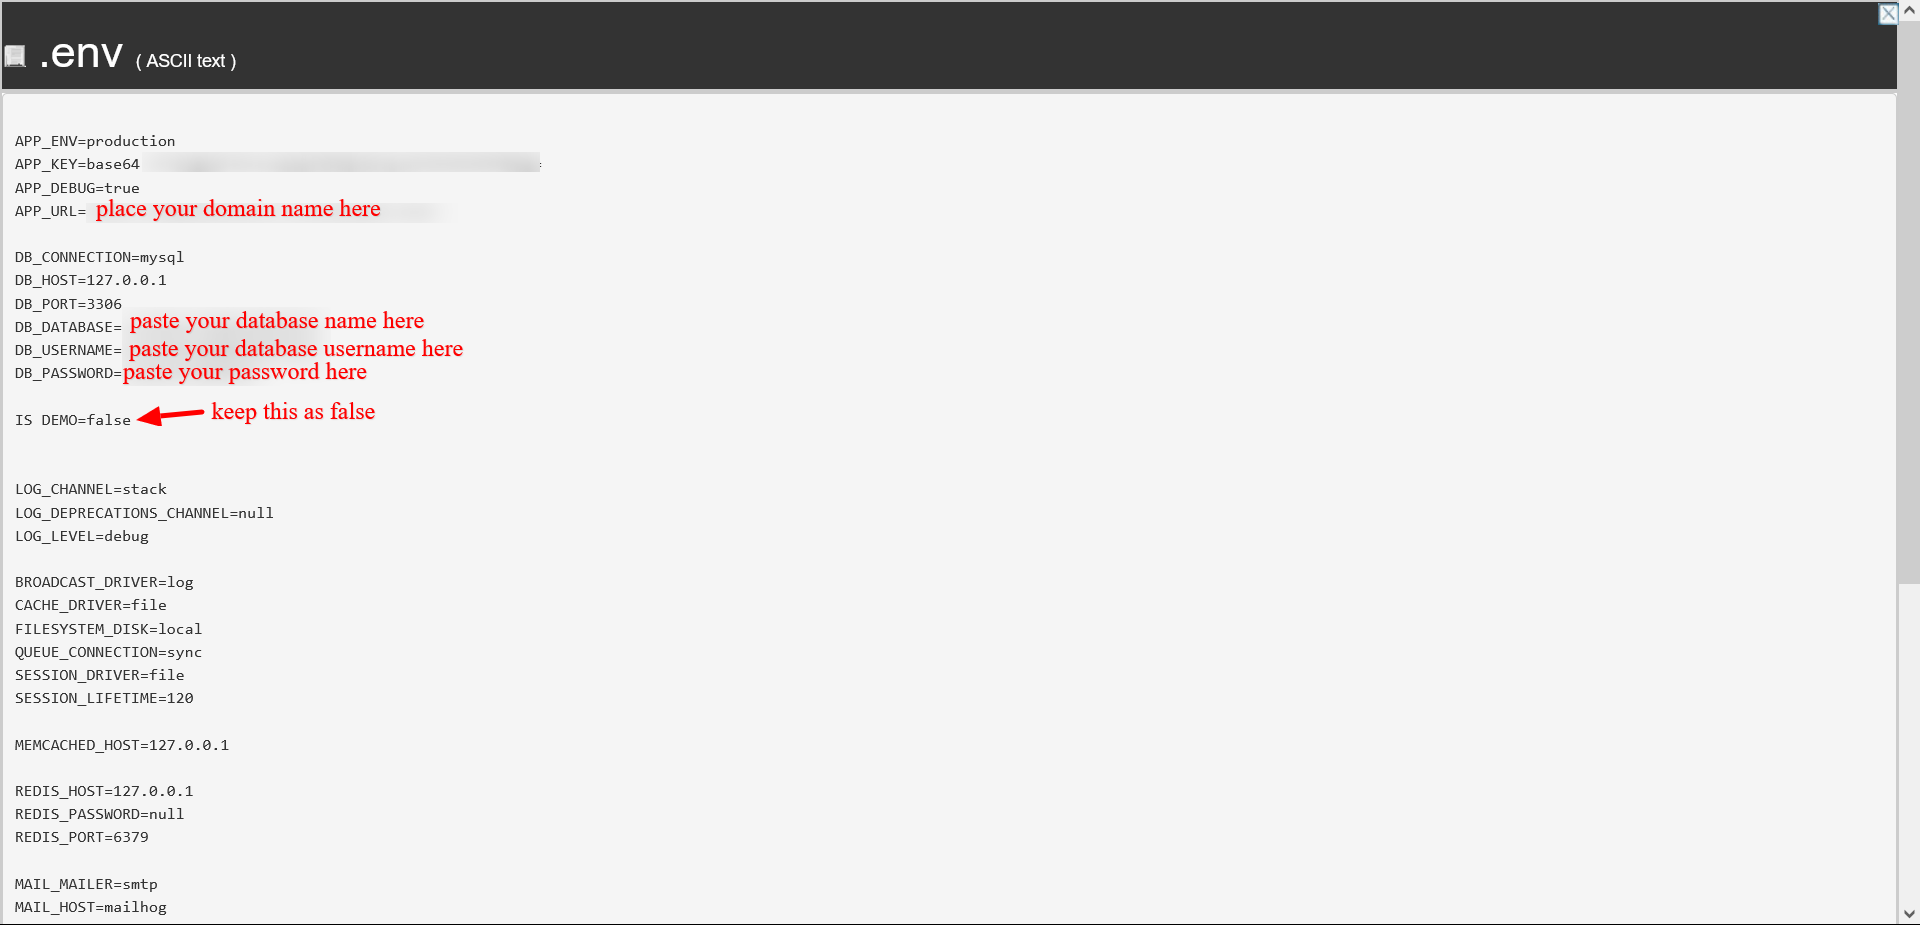 .env ( ASCII text )
APP_ENV=production
APP_KEY=base64
APP_DEBUG=true
APP_URL= place your domain name here
DB_CONNECTION=mysql
DB_HOST=127.0.0.1
DB_PORT=3306
DB_DATABASE= paste your database name here
DB_USERNAME= paste your database username here
DB_PASSWORD=paste your password here
IS DEMO=false keep this as false
LOG_CHANNEL=stack
LOG_DEPRECATIONS_CHANNEL=null
LOG_LEVEL=debug
BROADCAST_DRIVER=log
CACHE_DRIVER=file
FILESYSTEM_DISK=local
QUEUE_CONNECTION=sync
SESSION_DRIVER=file
SESSION_LIFETIME=120
MEMCACHED_HOST=127.0.0.1
REDIS_HOST=127.0.0.1
REDIS_PASSWORD=null
REDIS_PORT=6379
MAIL_MAILER=smtp
MAIL_HOST=mailhog